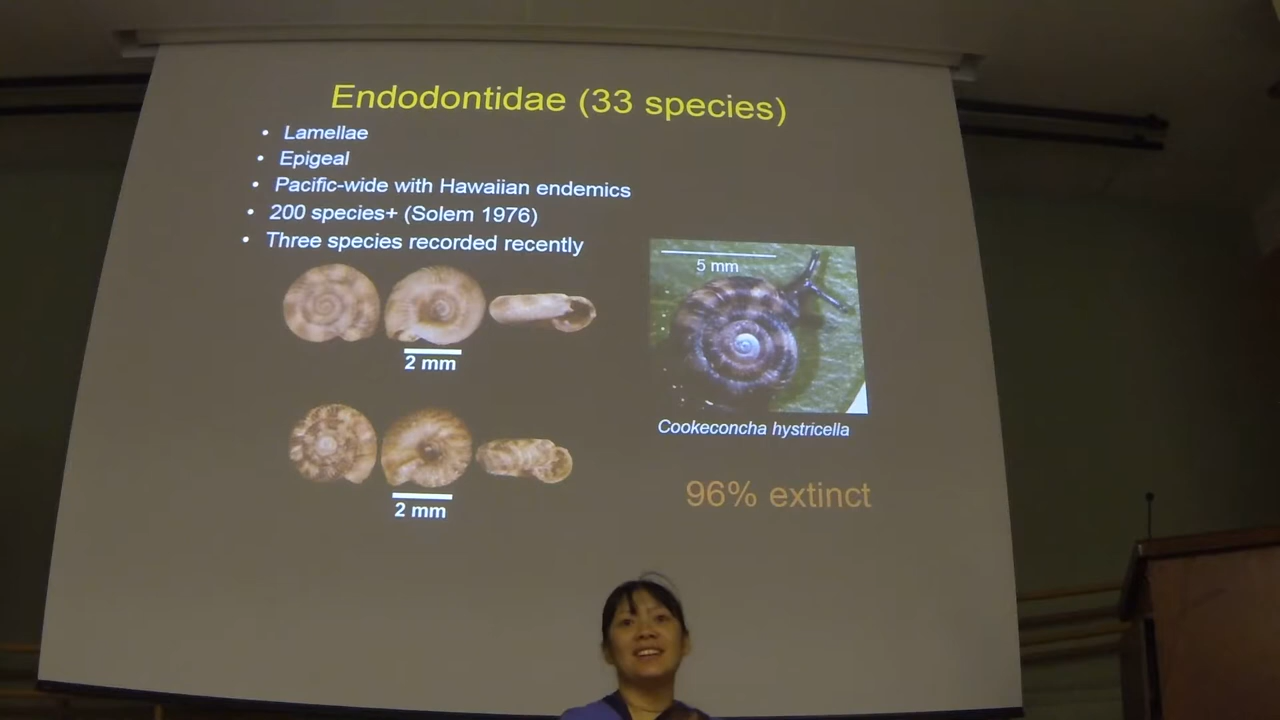 Endodontidae (33 species)
• Lamellae
• Epigeal
• Pacific-wide with Hawaiian endemics
• 200 species+ (Solem 1976)
• Three species recorded recently
5 mm
2 mm
Cookeconcha hystricella
96% extinct
2 mm